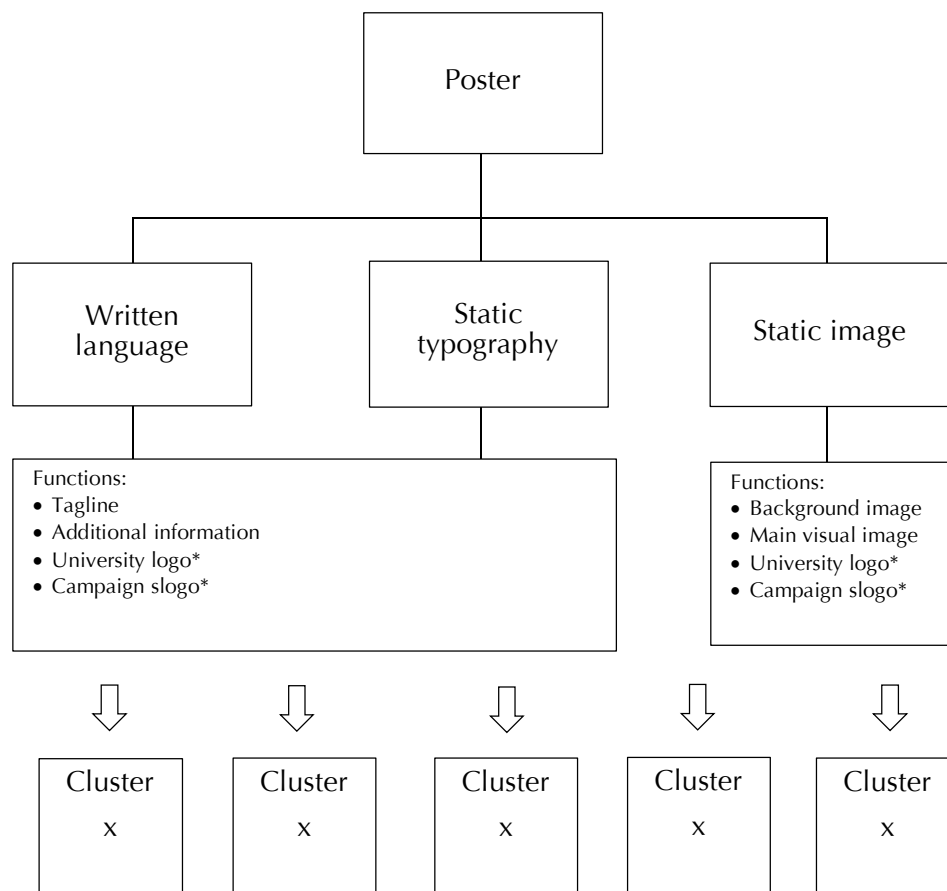 Poster
Written
language
Static
typography
Static image
Functions:
• Tagline
• Additional information
• University logo*
• Campaign slogo*
Functions:
• Background image
• Main visual image
• University logo*
• Campaign slogo*
Cluster
x
Cluster
x
Cluster
x
Cluster
x
Cluster
x